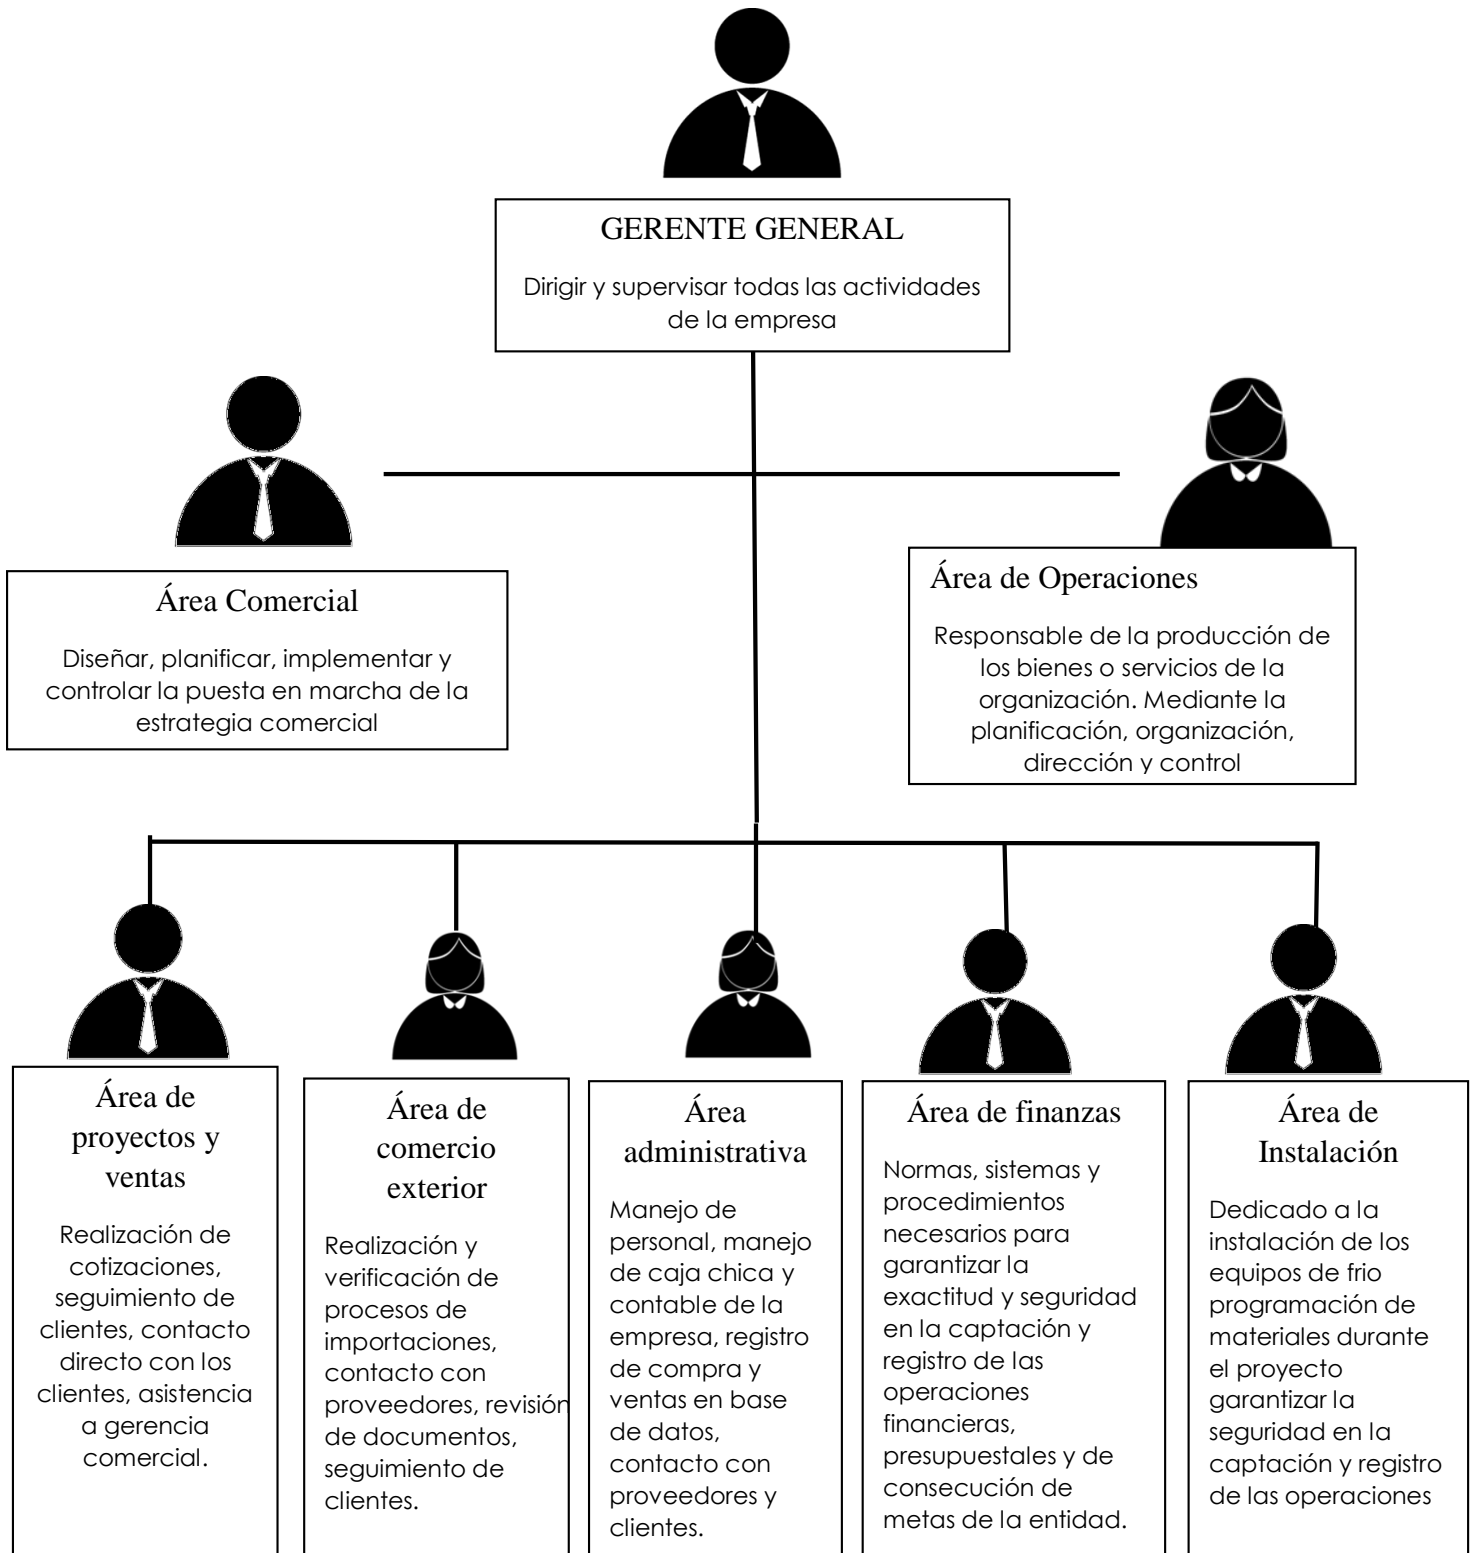 GERENTE GENERAL
Dirigir y supervisar todas las actividades
de la empresa
Área Comercial
Diseñar, planificar, implementar y
controlar la puesta en marcha de la
estrategia comercial
Área de Operaciones
Responsable de la producción de
los bienes o servicios de la
organización. Mediante la
planificación, organización,
dirección y control
Área de
proyectos y
ventas
Realización de
cotizaciones,
seguimiento de
clientes, contacto
directo con los
clientes, asistencia
a gerencia
comercial.
Área de
comercio
exterior
Realización y
verificación de
procesos de
importaciones,
contacto con
proveedores, revisión
de documentos,
seguimiento de
clientes.
Área
administrativa
Manejo de
personal, manejo
de caja chica y
contable de la
empresa, registro
de compra y
ventas en base
de datos,
contacto con
proveedores y
clientes.
Área de finanzas
Normas, sistemas y
procedimientos
necesarios para
garantizar la
exactitud y seguridad
en la captación y
registro de las
operaciones
financieras,
presupuestales y de
consecución de
metas de la entidad.
Área de
Instalación
Dedicado a la
instalación de los
equipos de frio
programación de
materiales durante
el proyecto
garantizar la
seguridad en la
captación y registro
de las operaciones